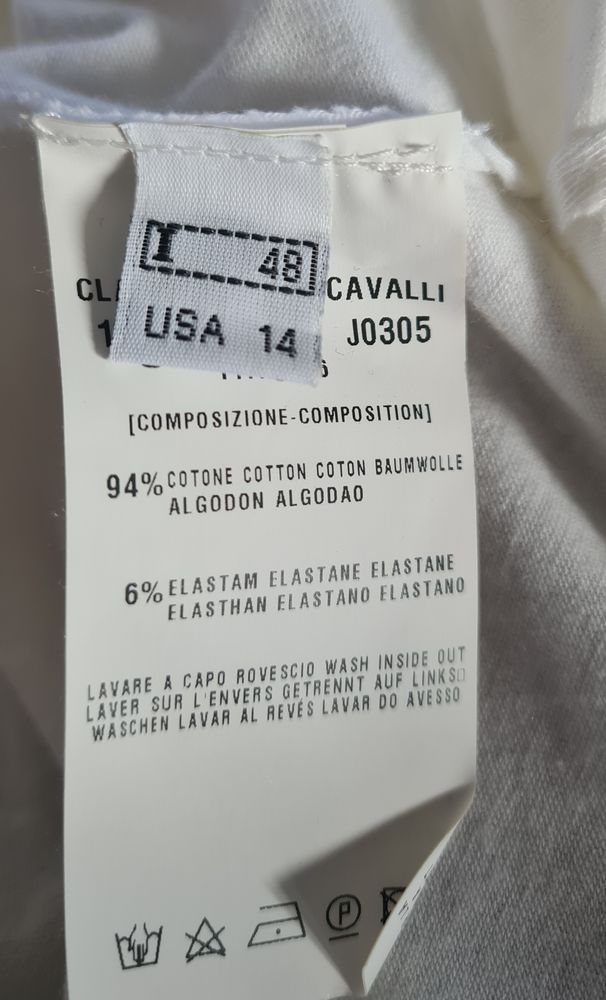 I 48
USA 14
CAVALLI
J0305
[COMPOSIZIONE-COMPOSITION]
94% COTONE COTTON COTON BAUMWOLLE
ALGODON ALGODAO
6% ELASTAM ELASTANE ELASTANE
ELASTHAN ELASTANO ELASTANO
LAVARE A CAPO ROVESCIO WASH INSIDE OUT
LAVER SUR L'ENVERS GETRENNT AUF LINKS
WASCHEN LAVAR AL REVÉS LAVAR DO AVESSO
P